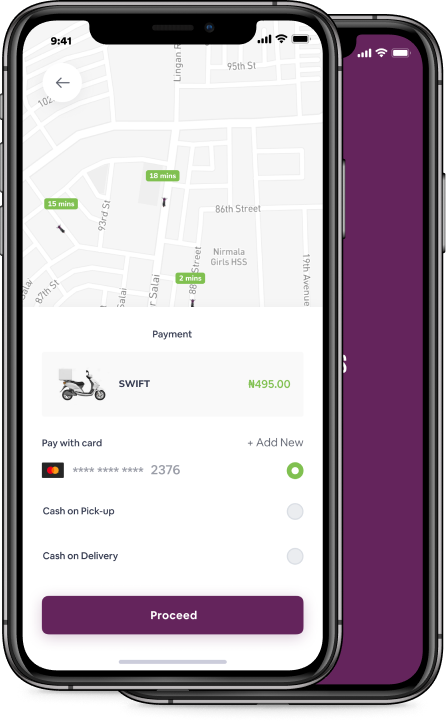 9:41
Lingan R
95th St
102
18 mins
15 mins
93rd St
86th Street
Nirmala
Girls HSS
2 mins
88th Street
19th Avenue
87th St
Salai
r Salai
Payment
SWIFT
₦495.00
Pay with card
+ Add New
**** **** **** 2376
Cash on Pick-up
Cash on Delivery
Proceed